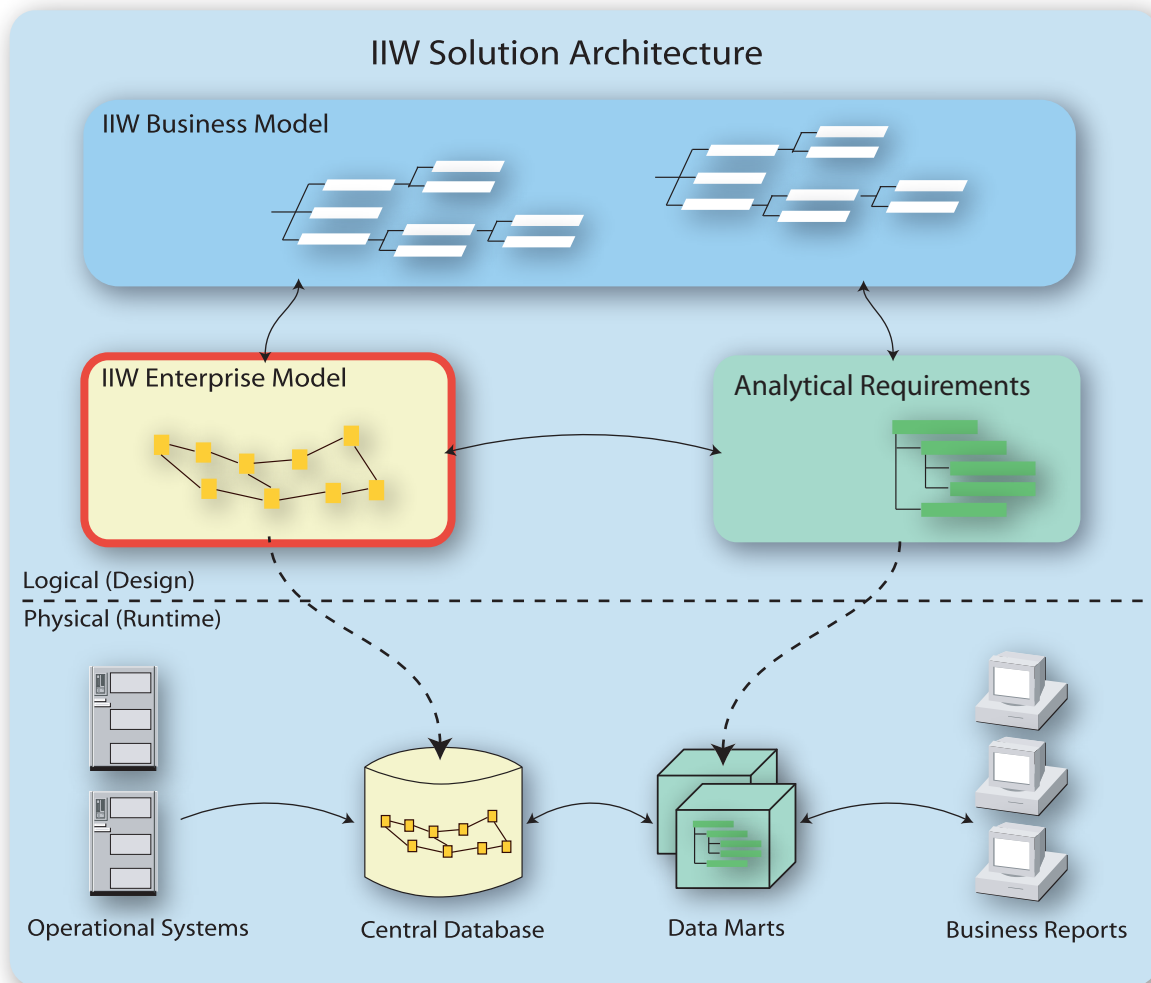 IIW Solution Architecture
IIW Business Model
IIW Enterprise Model
Analytical Requirements
Logical (Design)
Physical (Runtime)
Operational Systems
Central Database
Data Marts
Business Reports